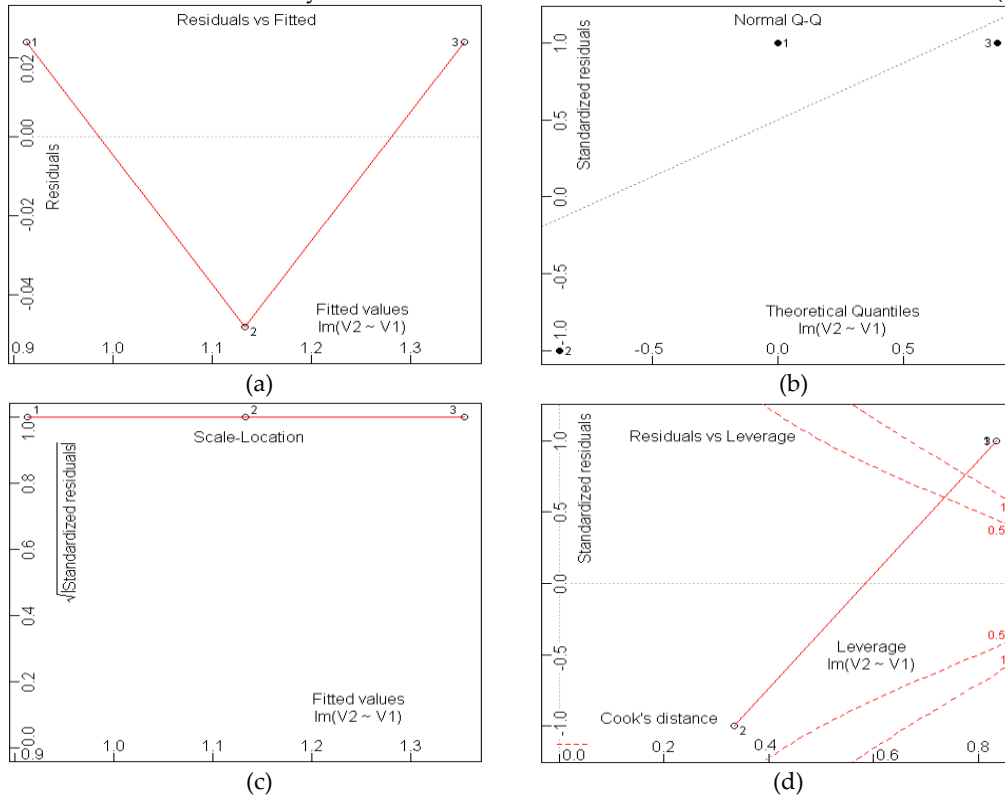 Residuals vs Fitted
1
3
2
0.02
0.00
-0.02
-0.04
Residuals
Fitted values
lm(V2 ~ V1)
0.9 1.0 1.1 1.2 1.3
(a)
Normal Q-Q
1
3
2
1.0
0.5
0.0
-0.5
-1.0
Standardized residuals
Theoretical Quantiles
lm(V2 ~ V1)
-0.5 0.0 0.5
(b)
1
2
3
Scale-Location
1.0
0.8
0.6
0.4
0.2
0.0
√|Standardized residuals|
Fitted values
lm(V2 ~ V1)
0.9 1.0 1.1 1.2 1.3
(c)
Residuals vs Leverage
2
1.0
0.5
0.0
-0.5
-1.0
Standardized residuals
1
0.5
0.5
1
Leverage
lm(V2 ~ V1)
Cook's distance
0.0 0.2 0.4 0.6 0.8
(d)